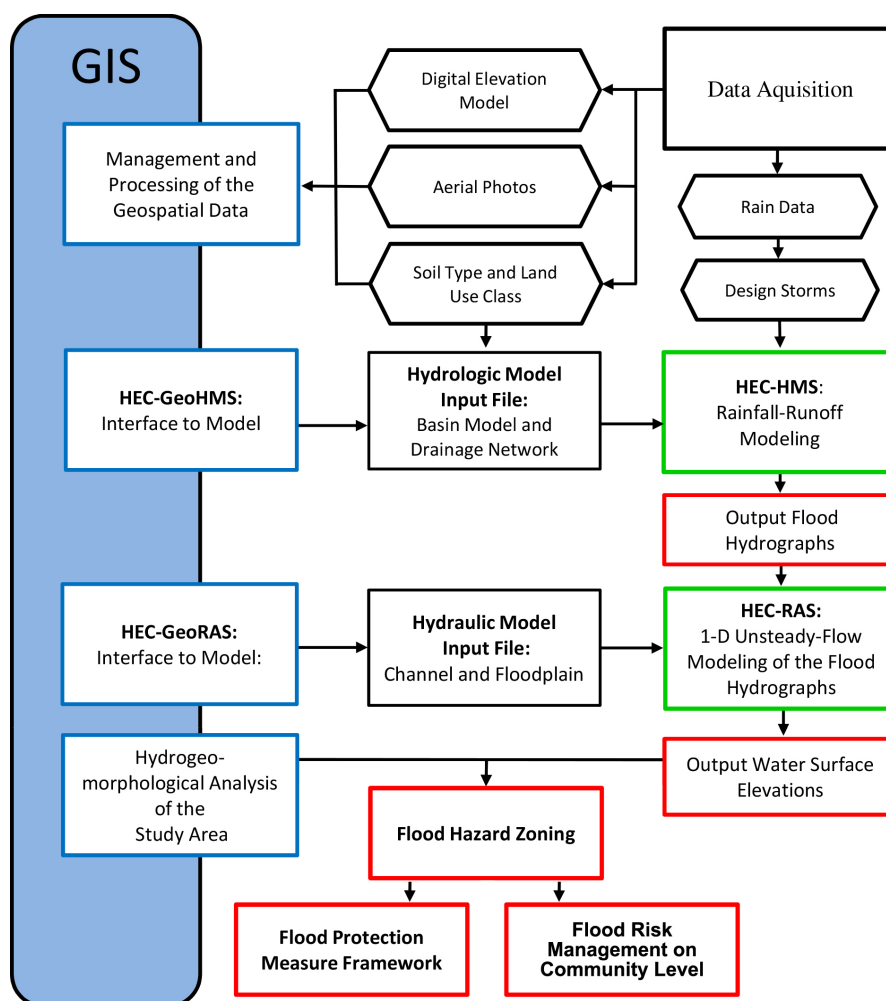 GIS
Digital Elevation
Model
Data Aquisition
Management and
Processing of the
Geospatial Data
Aerial Photos
Rain Data
Soil Type and Land
Use Class
Design Storms
HEC-GeoHMS:
Interface to Model
Hydrologic Model
Input File:
Basin Model and
Drainage Network
HEC-HMS:
Rainfall-Runoff
Modeling
Output Flood
Hydrographs
HEC-GeoRAS:
Interface to Model:
Hydraulic Model
Input File:
Channel and Floodplain
HEC-RAS:
1-D Unsteady-Flow
Modeling of the Flood
Hydrographs
Hydrogeo-
morphological Analysis
of the
Study Area
Output Water Surface
Elevations
Flood Hazard Zoning
Flood Protection
Measure Framework
Flood Risk
Management on
Community Level